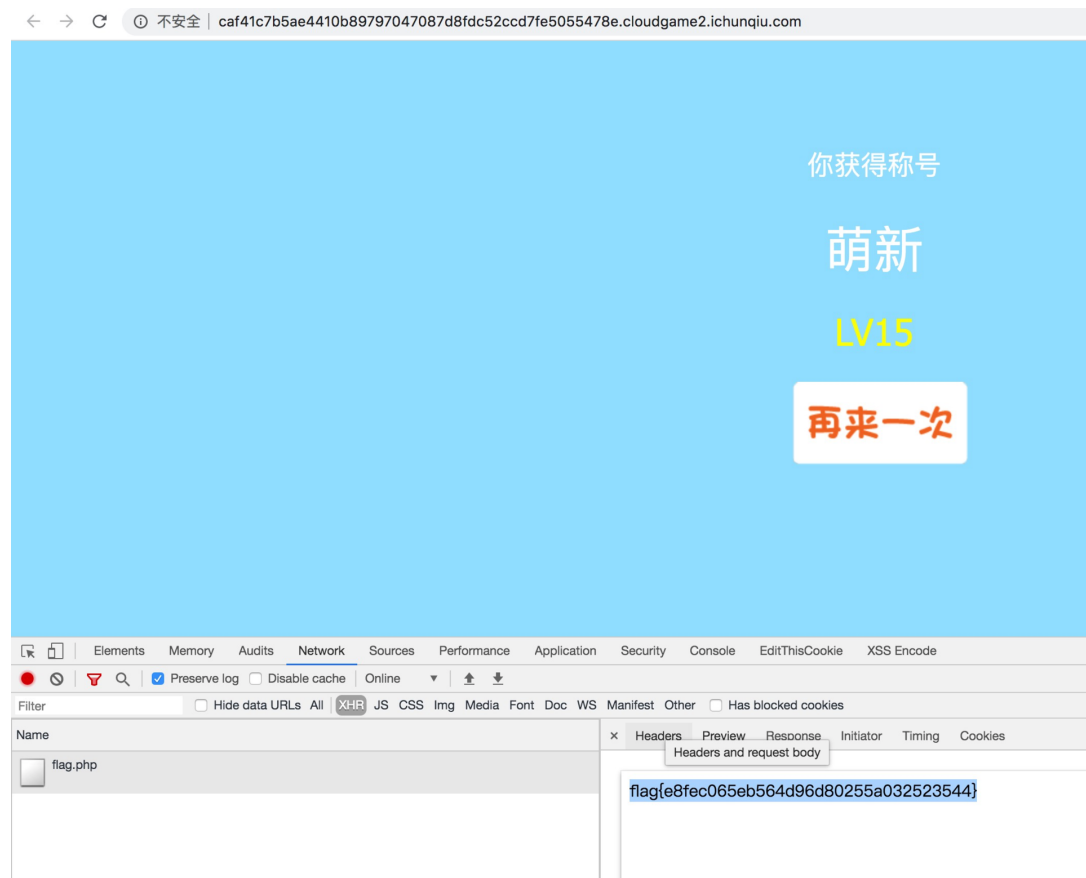 不安全 | caf41c7b5ae4410b89797047087d8fdc52ccd7fe5055478e.cloudgame2.ichunqiu.com
你获得称号
萌新
LV15
再来一次
Elements Memory Audits Network Sources Performance Application Security Console EditThisCookie XSS Encode
Preserve log Disable cache Online
Filter Hide data URLs All XHR JS CSS Img Media Font Doc WS Manifest Other Has blocked cookies
Name × Headers Preview Response Initiator Timing Cookies
Headers and request body
flag.php
flag{e8fec065eb564d96d80255a032523544}